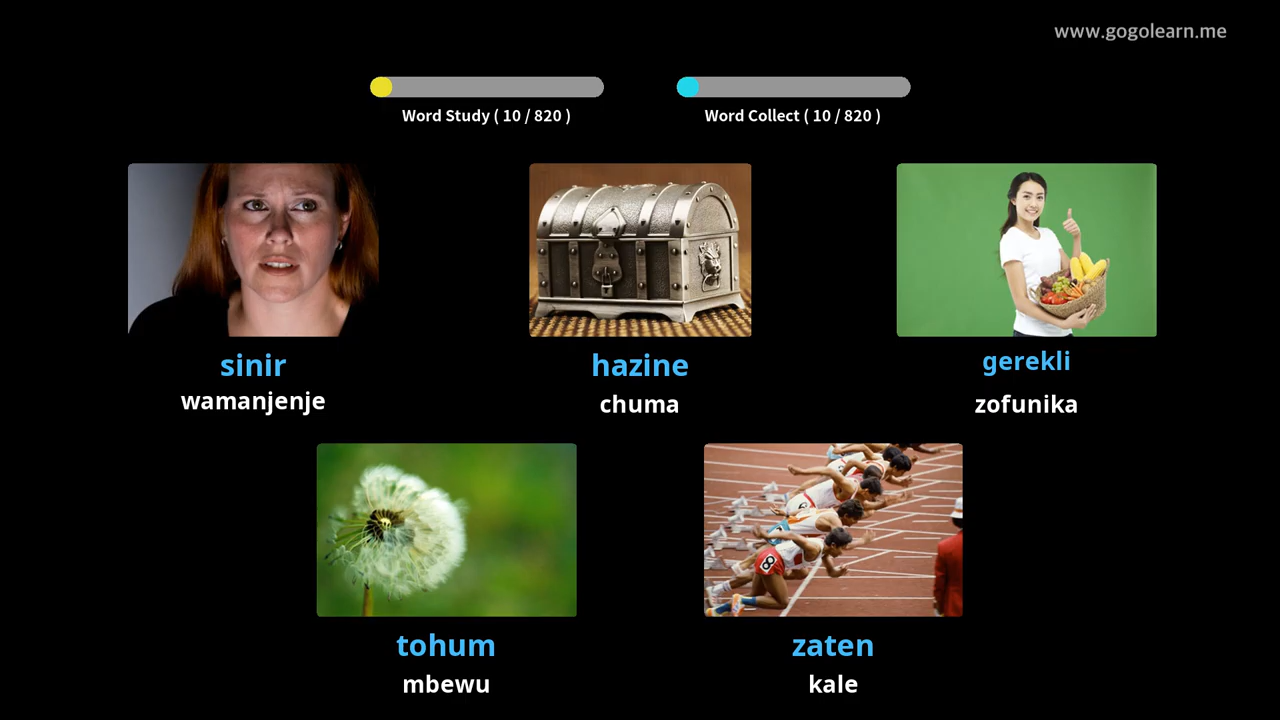 www.gogolearn.me
Word Study ( 10 / 820 )
Word Collect ( 10 / 820 )
sinir
wamanjenje
hazine
chuma
gerekli
zofunika
tohum
mbewu
zaten
kale